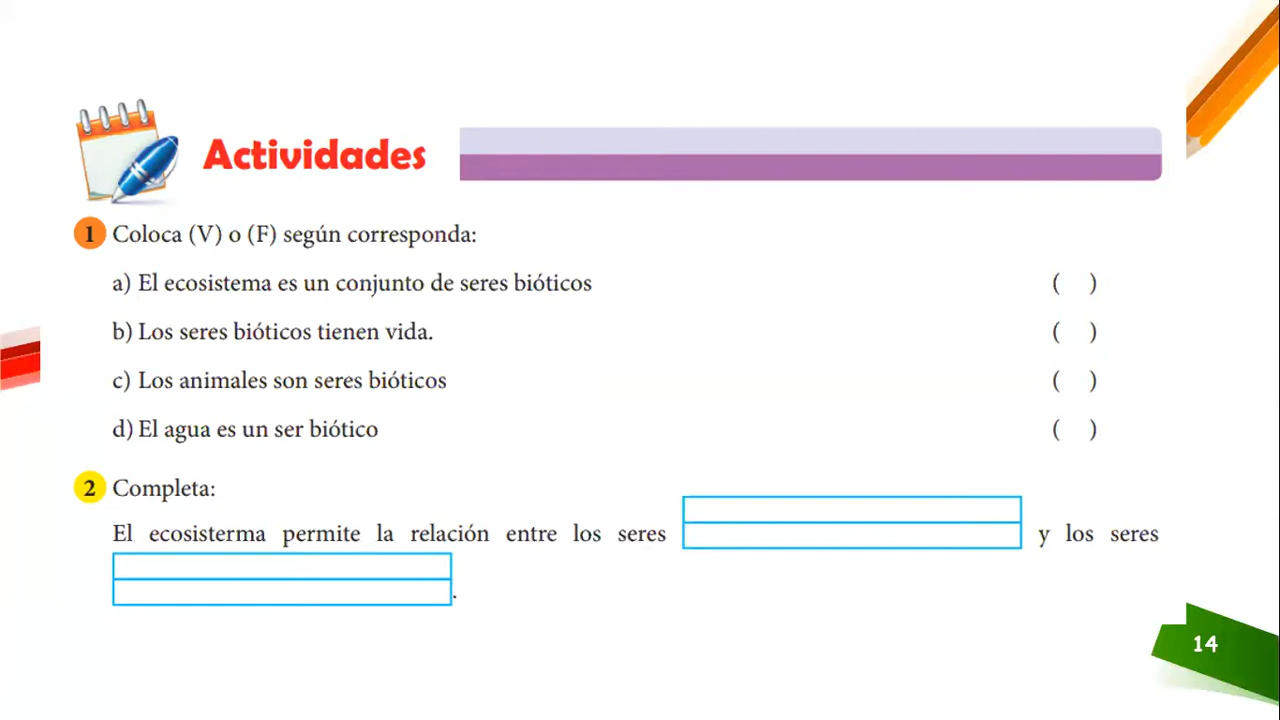 Actividades
1 Coloca (V) o (F) según corresponda:
a) El ecosistema es un conjunto de seres bióticos ( )
b) Los seres bióticos tienen vida. ( )
c) Los animales son seres bióticos ( )
d) El agua es un ser biótico ( )
2 Completa:
El ecosisterma permite la relación entre los seres y los seres
.
14